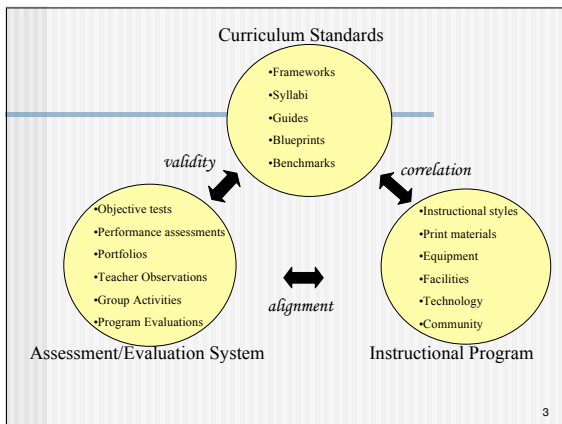 Curriculum Standards
•Frameworks
•Syllabi
•Guides
•Blueprints
•Benchmarks
validity
correlation
•Objective tests
•Performance assessments
•Portfolios
•Teacher Observations
•Group Activities
•Program Evaluations
•Instructional styles
•Print materials
•Equipment
•Facilities
•Technology
•Community
alignment
Assessment/Evaluation System
Instructional Program
3